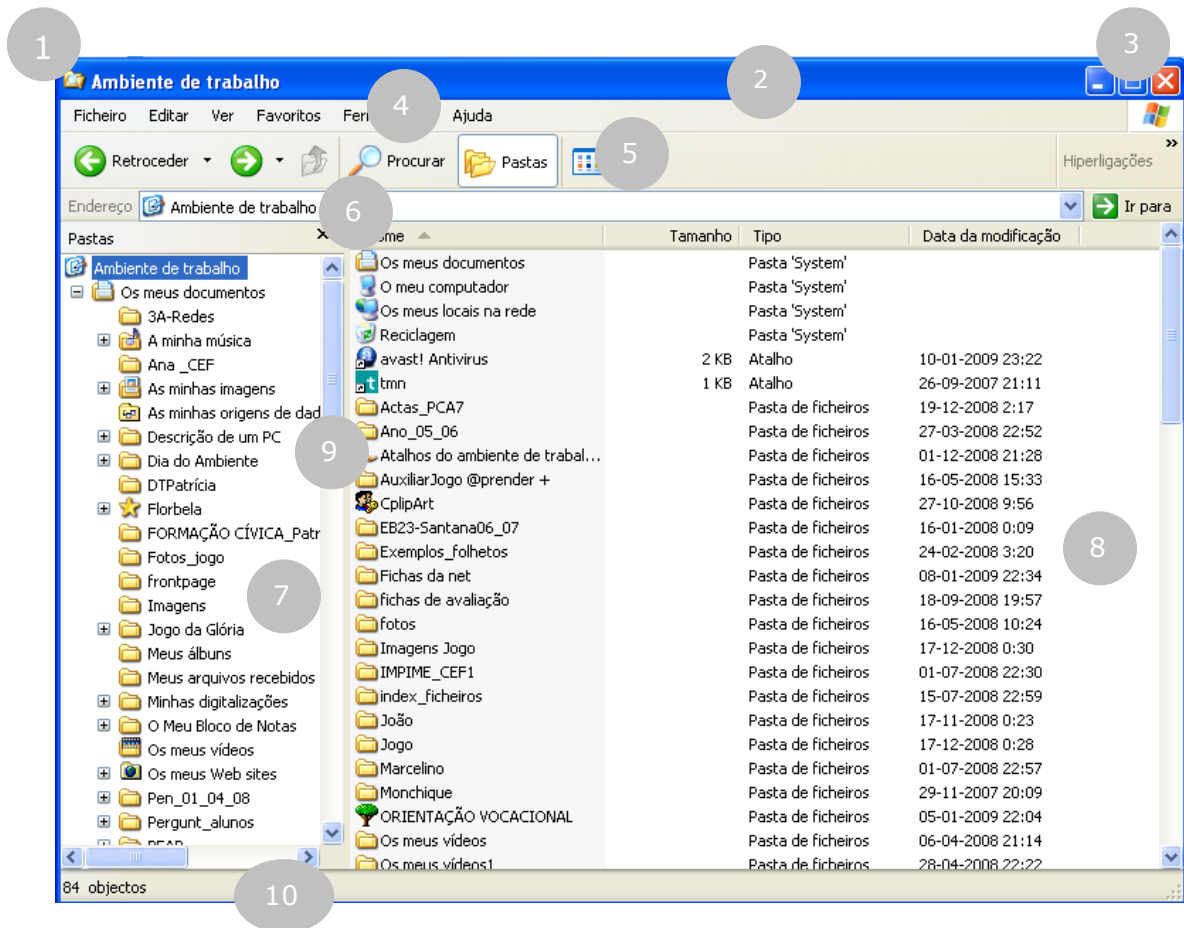 1
3
Ambiente de trabalho
2
Ficheiro Editar Ver Favoritos Fer 4 Ajuda
Retroceder Procurar Pastas 5 Hiperligações »
Endereço Ambiente de trabalho 6 Ir para
Pastas
Tamanho Tipo Data da modificação
Ambiente de trabalho
Os meus documentos
3A-Redes
A minha música
Ana _CEF
As minhas imagens
As minhas origens de dad
Descrição de um PC
Dia do Ambiente
DTPatrícia
Florbela
FORMAÇÃO CÍVICA_Patr
Fotos_jogo
frontpage
Imagens
Jogo da Glória
Meus álbuns
Meus arquivos recebidos
Minhas digitalizações
O Meu Bloco de Notas
Os meus vídeos
Os meus Web sites
Pen_01_04_08
Pergunt_alunos
7
9
Os meus documentos Pasta 'System'
O meu computador Pasta 'System'
Os meus locais na rede Pasta 'System'
Reciclagem Pasta 'System'
avast! Antivirus 2 KB Atalho 10-01-2009 23:22
tmn 1 KB Atalho 26-09-2007 21:11
Actas_PCA7 Pasta de ficheiros 19-12-2008 2:17
Ano_05_06 Pasta de ficheiros 27-03-2008 22:52
Atalhos do ambiente de trabal... Pasta de ficheiros 01-12-2008 21:28
AuxiliarJogo @prender + Pasta de ficheiros 16-05-2008 15:33
CplipArt Pasta de ficheiros 27-10-2008 9:56
EB23-Santana06_07 Pasta de ficheiros 16-01-2008 0:09
Exemplos_folhetos Pasta de ficheiros 24-02-2008 3:20
Fichas da net Pasta de ficheiros 08-01-2009 22:34
fichas de avaliação Pasta de ficheiros 18-09-2008 19:57
fotos Pasta de ficheiros 16-05-2008 10:24
Imagens Jogo Pasta de ficheiros 17-12-2008 0:30
IMPIME_CEF1 Pasta de ficheiros 01-07-2008 22:30
index_ficheiros Pasta de ficheiros 15-07-2008 22:59
João Pasta de ficheiros 17-11-2008 0:23
Jogo Pasta de ficheiros 17-12-2008 0:28
Marcelino Pasta de ficheiros 01-07-2008 22:57
Monchique Pasta de ficheiros 29-11-2007 20:09
ORIENTAÇÃO VOCACIONAL Pasta de ficheiros 05-01-2009 22:04
Os meus vídeos Pasta de ficheiros 06-04-2008 21:14
Os meus vídeos1 Pasta de ficheiros 28-04-2008 22:22
8
84 objectos
10